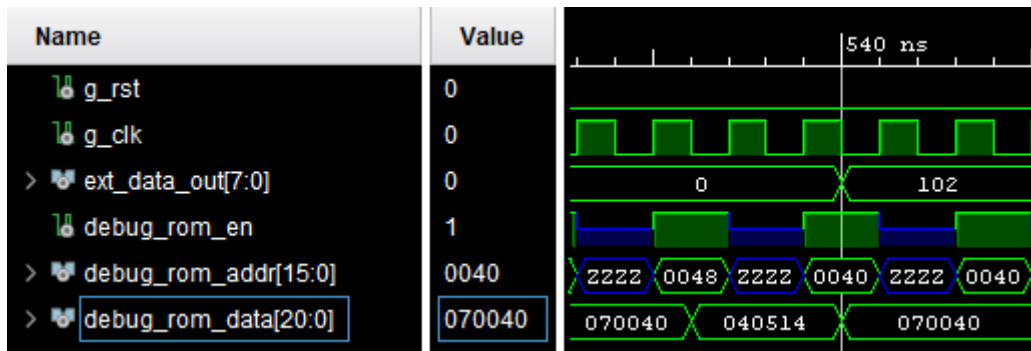 Name Value 540 ns
g_rst 0
g_clk 0
ext_data_out[7:0] 0 0 102
debug_rom_en 1
debug_rom_addr[15:0] 0040 ZZZZ 0048 ZZZZ 0040 ZZZZ 0040
debug_rom_data[20:0] 070040 070040 040514 070040